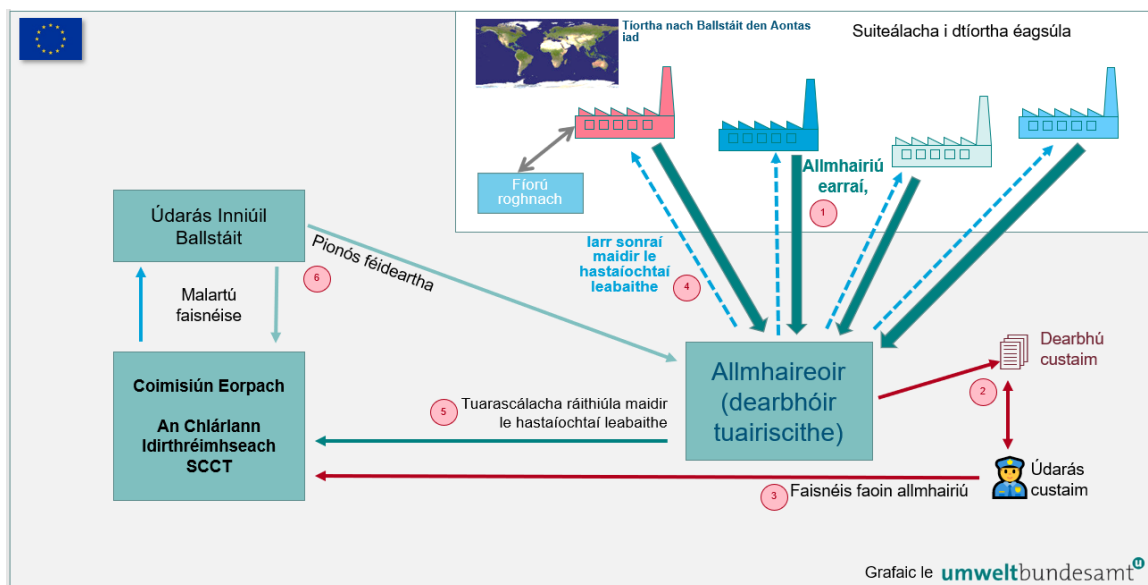 Tíortha nach Ballstáit den Aontas
iad
Suiteálacha i dtíortha éagsúla
Fíorú
roghnach
Allmhairiú
earraí,
1
Iarr sonraí
maidir le
hastaíochtaí
leabaithe
4
Údarás Inniúil
Ballstáit
Pionós féideartha
6
Malartú
faisnéise
Coimisiún Eorpach
An Chlárlann
Idirthréimhseach
SCCT
5
Tuarascálacha ráithiúla maidir
le hastaíochtaí leabaithe
Allmhaireoir
(dearbhóir
tuairiscithe)
Dearbhú
custaim
2
Údarás
custaim
3
Faisnéis faoin allmhairiú
Grafaic le umweltbundesamt
u